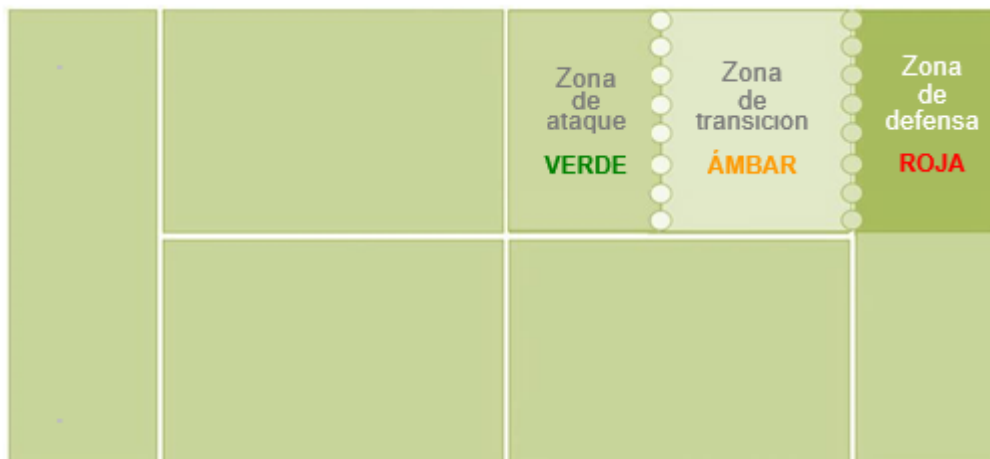 Zona
de
ataque
VERDE
Zona
de
transicion
ÁMBAR
Zona
de
defensa
ROJA